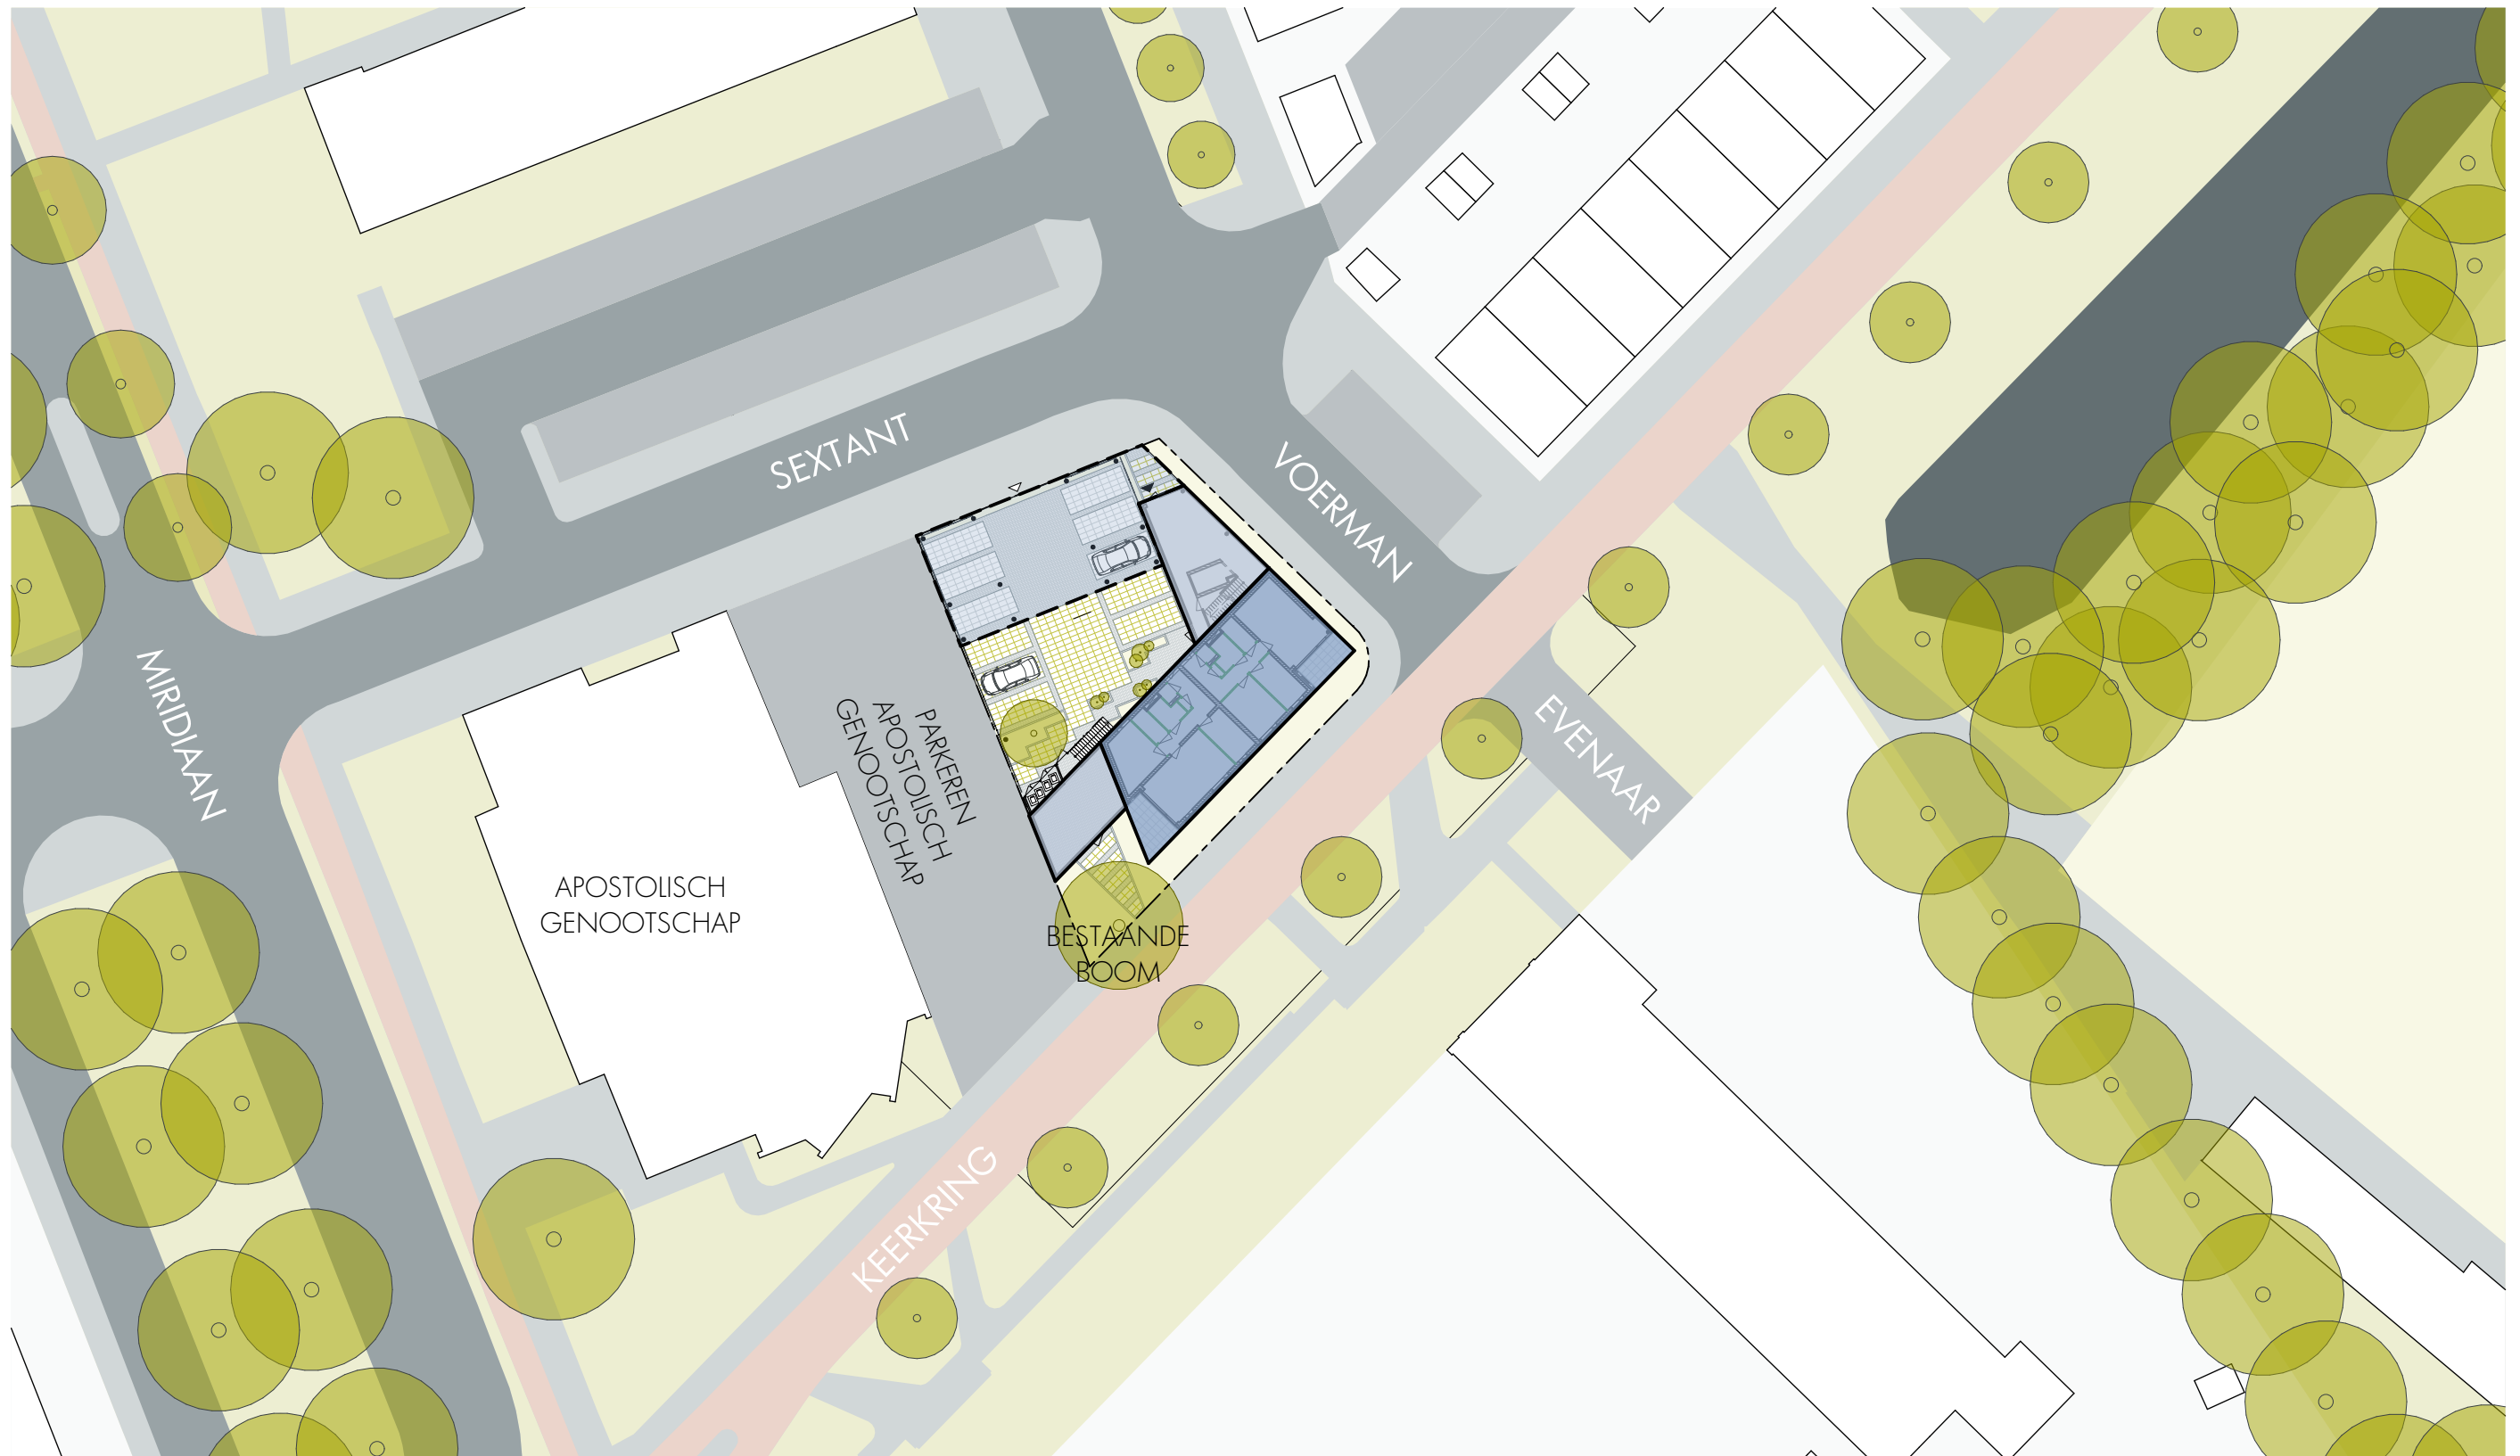 SEXTANT
VOERMAN
MIRIDIAAN
EVENAAR
PARKEREN
APOSTOLISCH
GENOOTSCHAP
APOSTOLISCH
GENOOTSCHAP
BESTAANDE
BOOM
KEERKRING